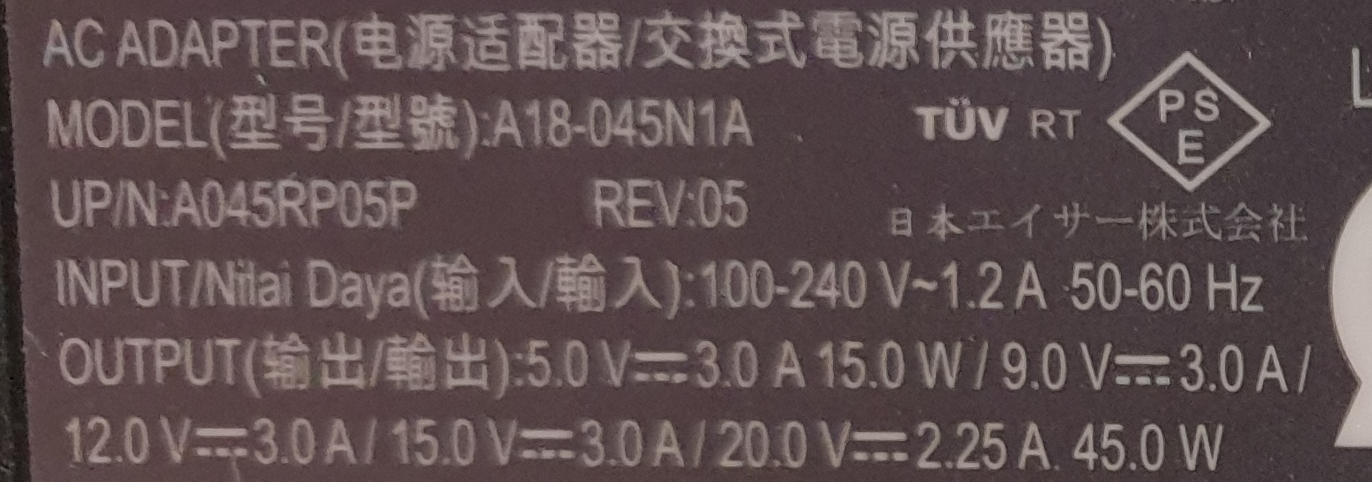 AC ADAPTER(电源适配器/交換式電源供應器)
MODEL(型号/型號):A18-045N1A
TÜV RT
PSE
UP/N:A045RP05P REV:05
日本エイサー株式会社
INPUT/Nilai Daya(输入/輸入):100-240 V~1.2 A 50-60 Hz
OUTPUT(输出/輸出):5.0 V⎓3.0 A 15.0 W / 9.0 V⎓3.0 A /
12.0 V⎓3.0 A / 15.0 V⎓3.0 A / 20.0 V⎓2.25 A 45.0 W